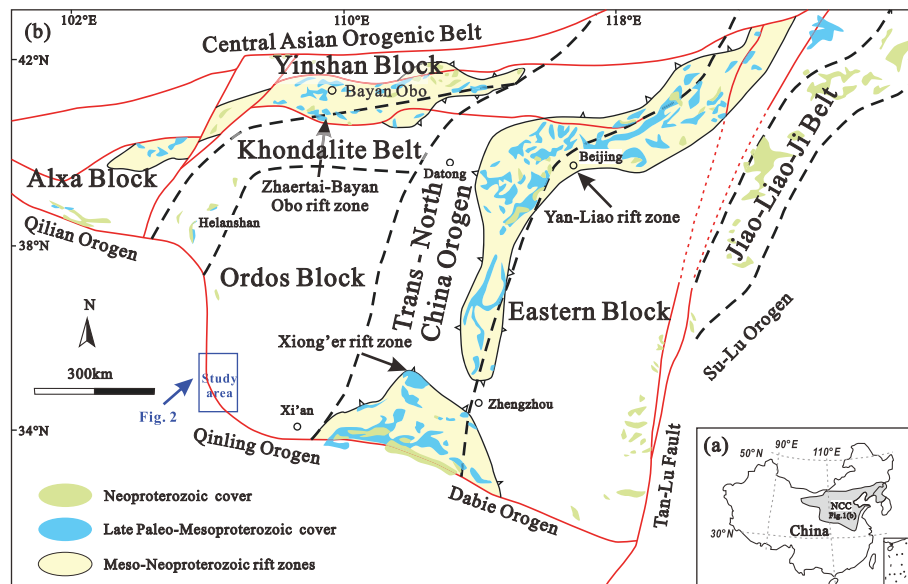 102°E
110°E
118°E
(b)
Central Asian Orogenic Belt
42°N
Yinshan Block
Bayan Obo
Khondalite Belt
Alxa Block
Zhaertai-Bayan
Obo rift zone
Datong
Beijing
Yan-Liao rift zone
Jiao-Liao-Ji Belt
Helanshan
Qilian Orogen
38°N
Trans - North
China Orogen
Ordos Block
Eastern Block
N
Xiong'er rift zone
Su-Lu Orogen
300km
Study
area
Fig. 2
Xi'an
Zhengzhou
34°N
Qinling Orogen
Dabie Orogen
Tan-Lu Fault
Neoproterozoic cover
Late Paleo-Mesoproterozoic cover
Meso-Neoproterozoic rift zones
(a)
90°E
110°E
50°N
NCC
Fig.1(b)
China
30°N